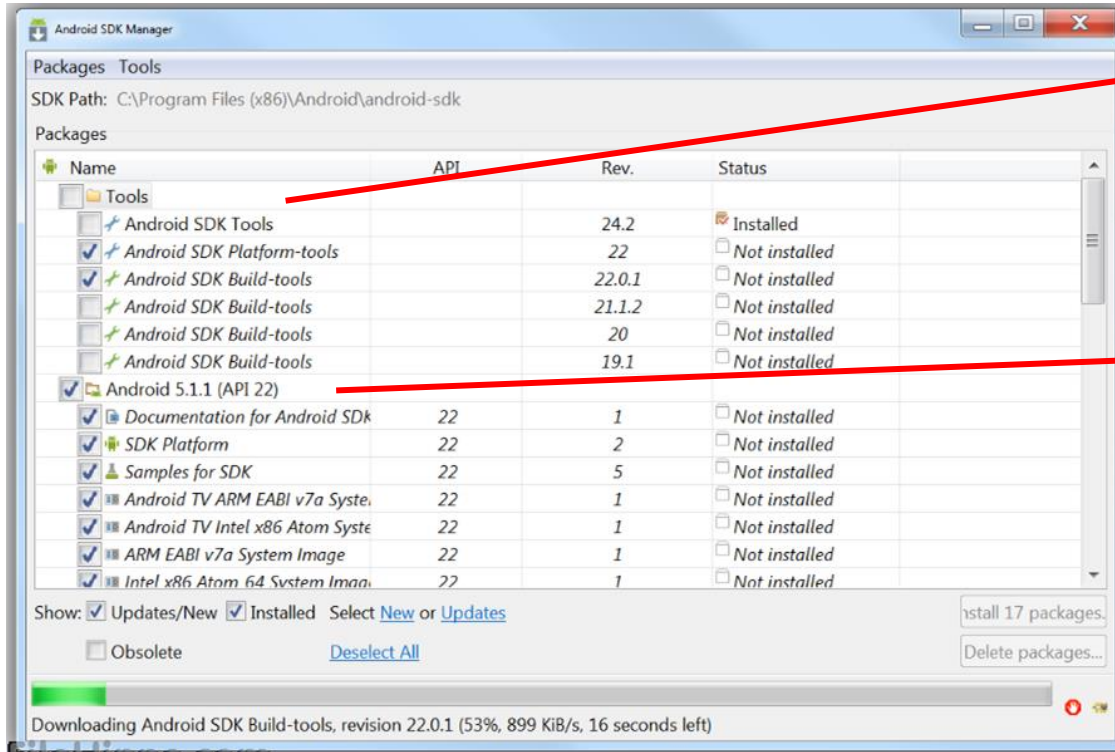 Android SDK Manager
Packages Tools
SDK Path: C:\Program Files (x86)\Android\android-sdk
Packages
Name API Rev. Status
Tools
Android SDK Tools 24.2 Installed
Android SDK Platform-tools 22 Not installed
Android SDK Build-tools 22.0.1 Not installed
Android SDK Build-tools 21.1.2 Not installed
Android SDK Build-tools 20 Not installed
Android SDK Build-tools 19.1 Not installed
Android 5.1.1 (API 22)
Documentation for Android SDK 22 1 Not installed
SDK Platform 22 2 Not installed
Samples for SDK 22 5 Not installed
Android TV ARM EABI v7a Syste 22 1 Not installed
Android TV Intel x86 Atom Syste 22 1 Not installed
ARM EABI v7a System Image 22 1 Not installed
Intel x86 Atom_64 System Imag 22 1 Not installed
Show: Updates/New Installed Select New or Updates nstall 17 packages.
Obsolete Deselect All Delete packages...
Downloading Android SDK Build-tools, revision 22.0.1 (53%, 899 KiB/s, 16 seconds left)